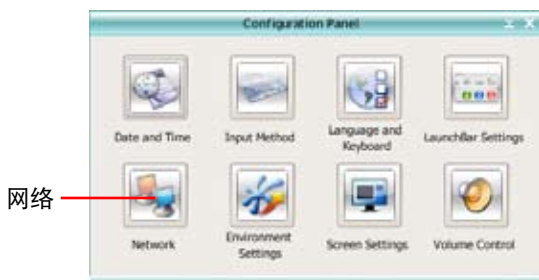 Configuration Panel
Date and Time
Input Method
Language and
Keyboard
LaunchBar Settings
网络
Network
Environment
Settings
Screen Settings
Volume Control